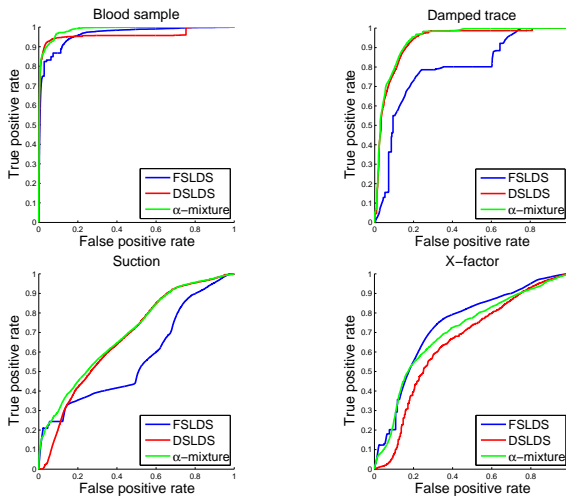 Blood sample
True positive rate
1
0.9
0.8
0.7
0.6
0.5
0.4
0.3
0.2
0.1
0
0 0.2 0.4 0.6 0.8 1
False positive rate
FSLDS
DSLDS
α-mixture
Damped trace
True positive rate
1
0.9
0.8
0.7
0.6
0.5
0.4
0.3
0.2
0.1
0
0 0.2 0.4 0.6 0.8
False positive rate
FSLDS
DSLDS
α-mixture
Suction
True positive rate
1
0.9
0.8
0.7
0.6
0.5
0.4
0.3
0.2
0.1
0
0 0.2 0.4 0.6 0.8 1
False positive rate
FSLDS
DSLDS
α-mixture
X-factor
True positive rate
1
0.9
0.8
0.7
0.6
0.5
0.4
0.3
0.2
0.1
0
0 0.2 0.4 0.6 0.8
False positive rate
FSLDS
DSLDS
α-mixture